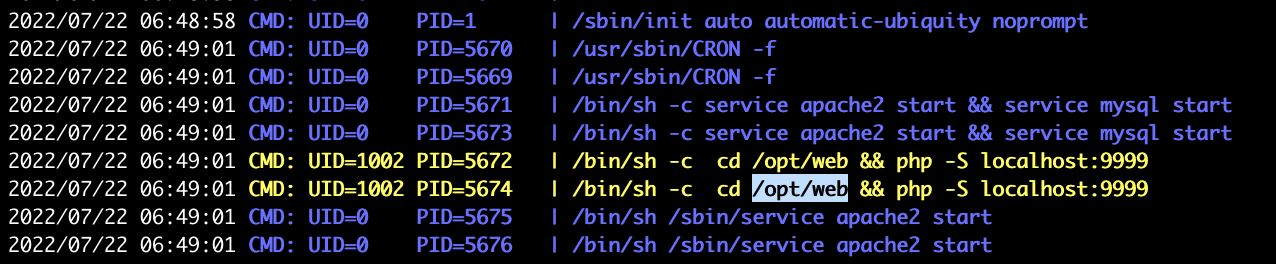 2022/07/22 06:48:58 CMD: UID=0    PID=1      | /sbin/init auto automatic-ubiquity noprompt
2022/07/22 06:49:01 CMD: UID=0    PID=5670   | /usr/sbin/CRON -f
2022/07/22 06:49:01 CMD: UID=0    PID=5669   | /usr/sbin/CRON -f
2022/07/22 06:49:01 CMD: UID=0    PID=5671   | /bin/sh -c service apache2 start && service mysql start
2022/07/22 06:49:01 CMD: UID=0    PID=5673   | /bin/sh -c service apache2 start && service mysql start
2022/07/22 06:49:01 CMD: UID=1002 PID=5672   | /bin/sh -c  cd /opt/web && php -S localhost:9999
2022/07/22 06:49:01 CMD: UID=1002 PID=5674   | /bin/sh -c  cd /opt/web && php -S localhost:9999
2022/07/22 06:49:01 CMD: UID=0    PID=5675   | /bin/sh /sbin/service apache2 start
2022/07/22 06:49:01 CMD: UID=0    PID=5676   | /bin/sh /sbin/service apache2 start